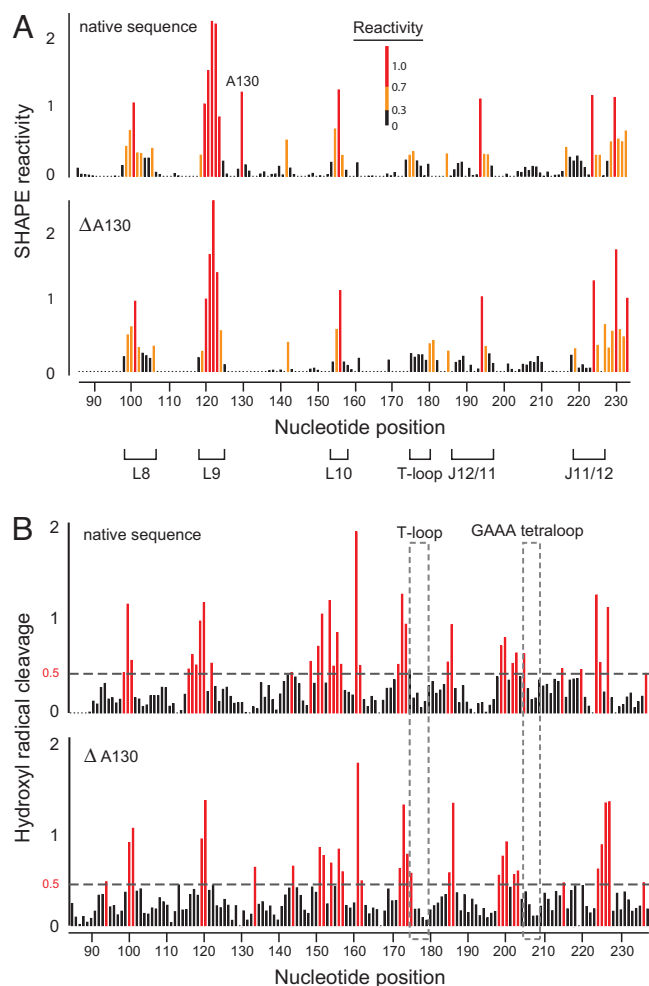 A
native sequence
Reactivity
1.0
0.7
0.3
0
A130
2
1
0
SHAPE reactivity
Δ A130
2
1
0
90 100 110 120 130 140 150 160 170 180 190 200 210 220 230
Nucleotide position
L8 L9 L10 T-loop J12/11 J11/12
B
native sequence
T-loop
GAAA tetraloop
2
1
0.5
0
Hydroxyl radical cleavage
Δ A130
2
1
0.5
0
90 100 110 120 130 140 150 160 170 180 190 200 210 220 230
Nucleotide position